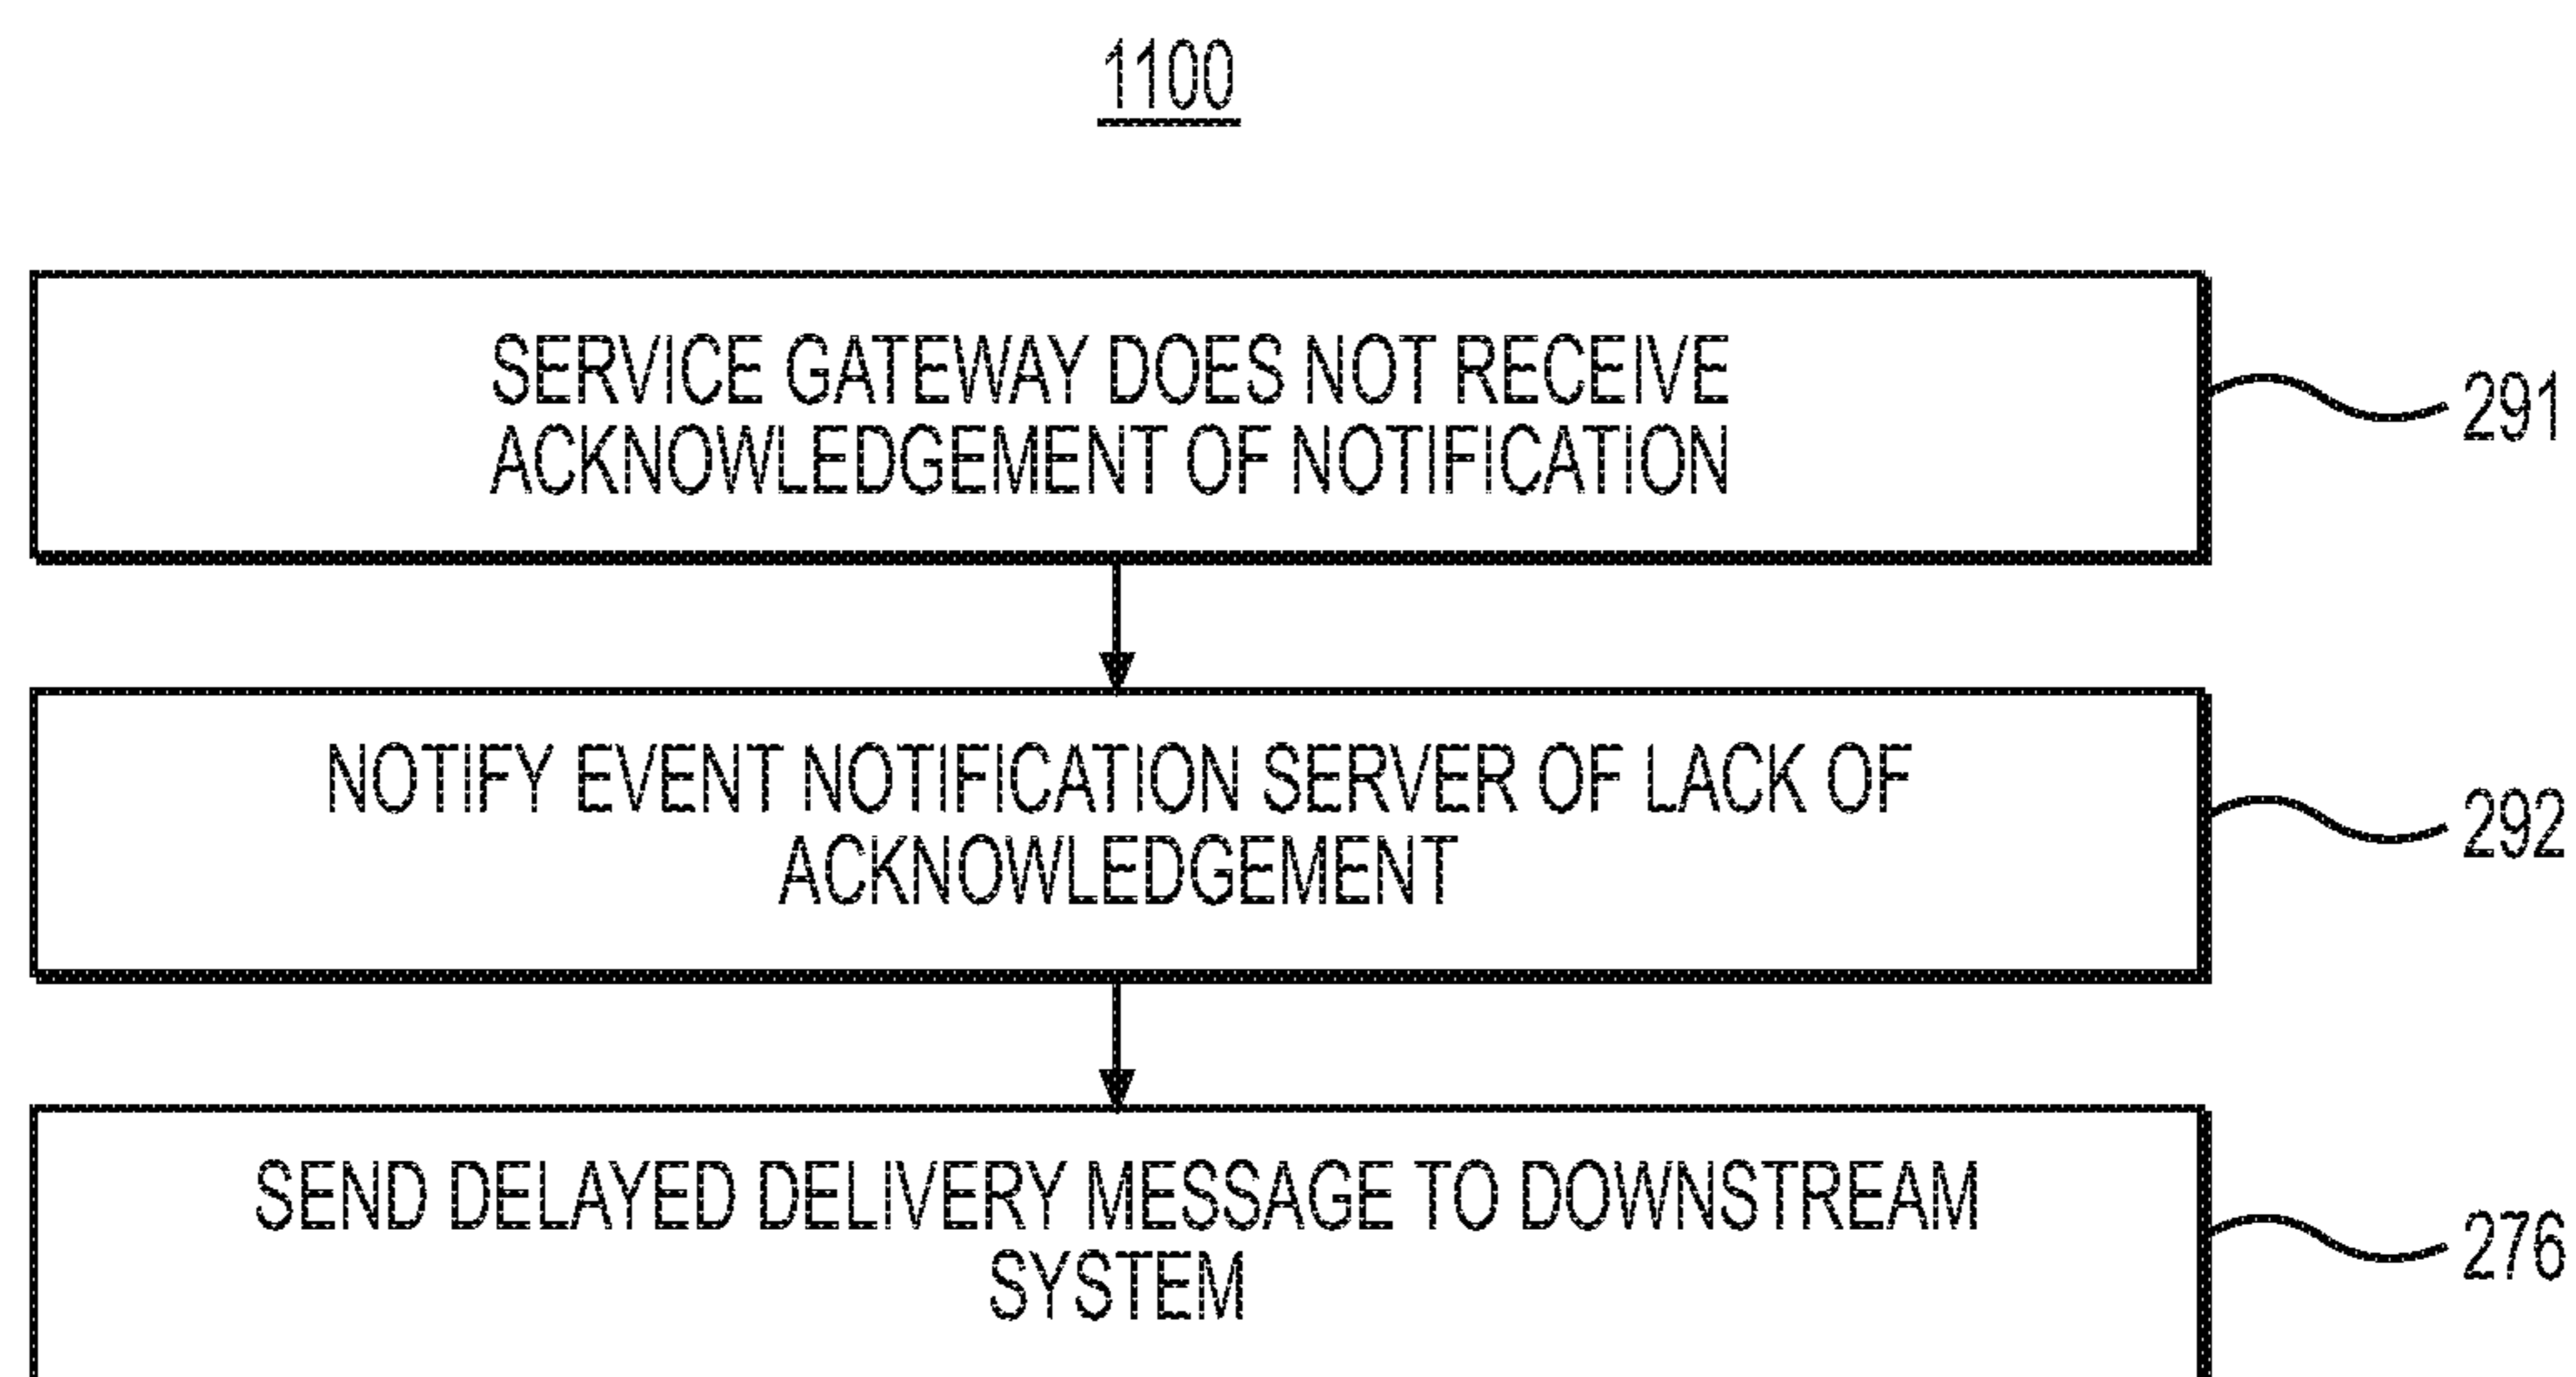 1100
SERVICE GATEWAY DOES NOT RECEIVE
ACKNOWLEDGEMENT OF NOTIFICATION
291
NOTIFY EVENT NOTIFICATION SERVER OF LACK OF
ACKNOWLEDGEMENT
292
SEND DELAYED DELIVERY MESSAGE TO DOWNSTREAM
SYSTEM
276